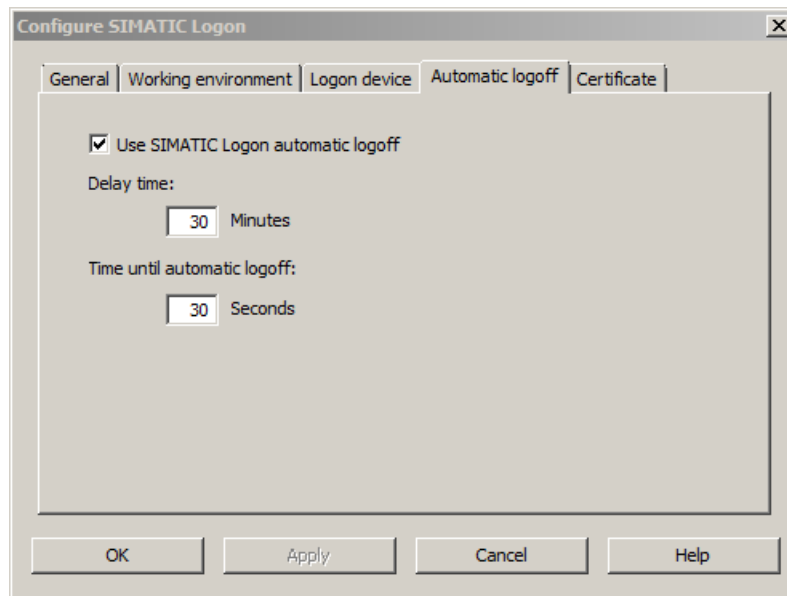 Configure SIMATIC Logon
General Working environment Logon device Automatic logoff Certificate
Use SIMATIC Logon automatic logoff
Delay time:
30 Minutes
Time until automatic logoff:
30 Seconds
OK Apply Cancel Help